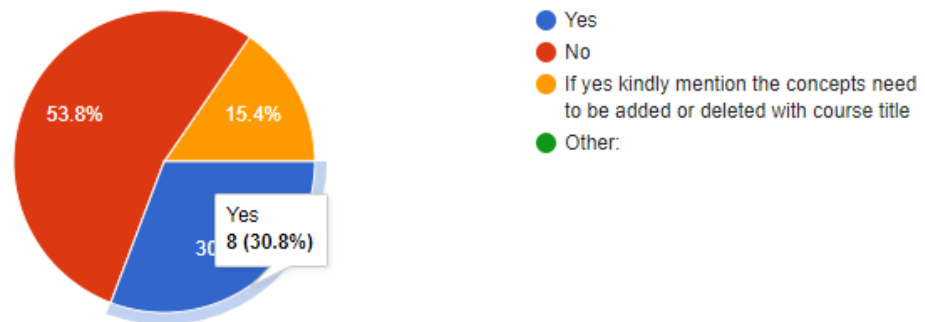 53.8%
15.4%
30
Yes
8 (30.8%)
Yes
No
If yes kindly mention the concepts need
to be added or deleted with course title
Other: